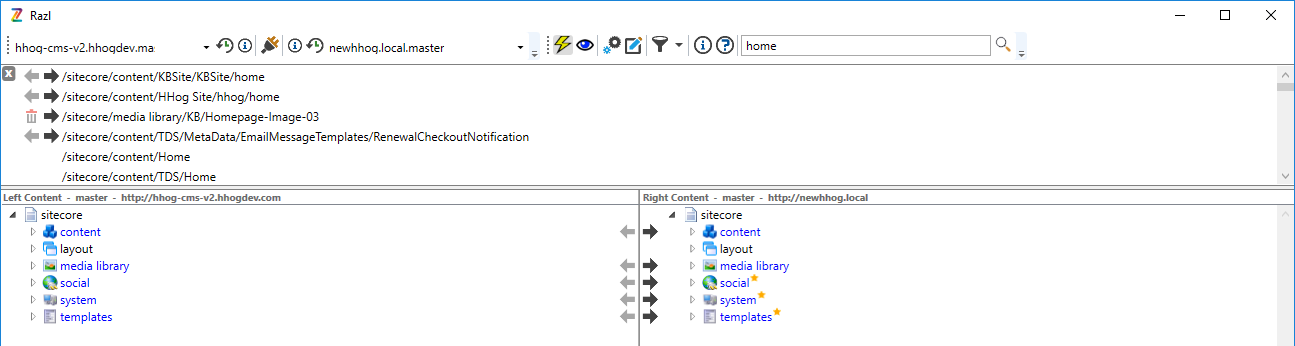 Razl
hhog-cms-v2.hhogdev.mas newhhog.local.master home
/sitecore/content/KBSite/KBSite/home
/sitecore/content/HHog Site/hhog/home
/sitecore/media library/KB/Homepage-Image-03
/sitecore/content/TDS/MetaData/EmailMessageTemplates/RenewalCheckoutNotification
/sitecore/content/Home
/sitecore/content/TDS/Home
Left Content - master - http://hhog-cms-v2.hhogdev.com
sitecore
content
layout
media library
social
system
templates
Right Content - master - http://newhhog.local
sitecore
content
layout
media library
social
system
templates